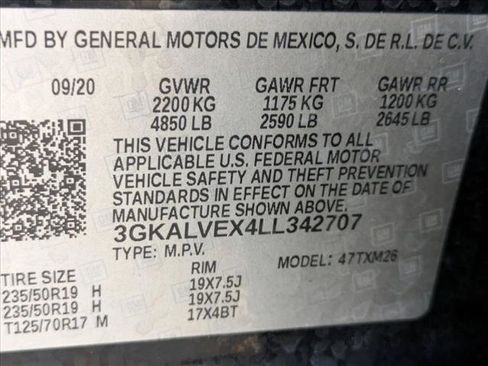 MFD BY GENERAL MOTORS DE MEXICO, S. DE R.L. DE C.V.
09/20 GVWR GAWR FRT GAWR RR
2200 KG 1175 KG 1200 KG
4850 LB 2590 LB 2645 LB
THIS VEHICLE CONFORMS TO ALL
APPLICABLE U.S. FEDERAL MOTOR
VEHICLE SAFETY AND THEFT PREVENTION
STANDARDS IN EFFECT ON THE DATE OF
MANUFACTURE SHOWN ABOVE.
3GKALVEX4LL342707
TYPE: M.P.V. MODEL: 47TXM26
TIRE SIZE RIM
235/50R19 H 19X7.5J
235/50R19 H 19X7.5J
T125/70R17 M 17X4BT